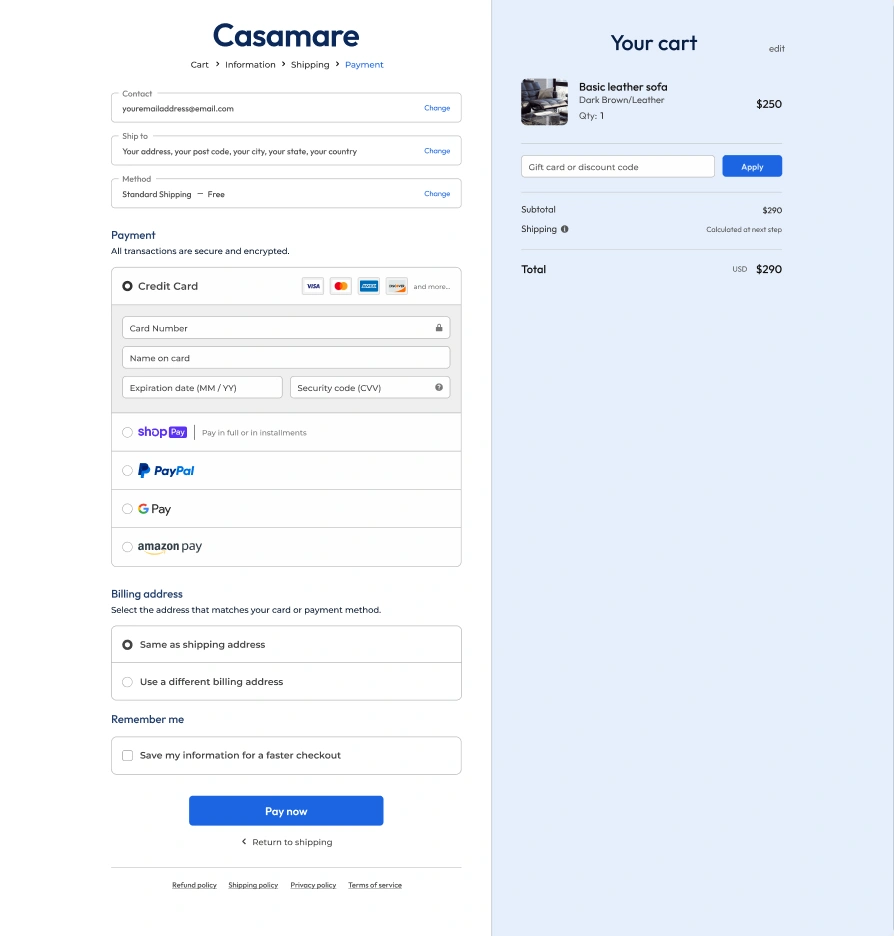 Casamare
Cart > Information > Shipping > Payment
Contact
youremailaddress@email.com Change
Ship to
Your address, your post code, your city, your state, your country Change
Method
Standard Shipping — Free Change
Payment
All transactions are secure and encrypted.
Credit Card VISA AMERICAN EXPRESS DISCOVER and more...
Card Number
Name on card
Expiration date (MM / YY) Security code (CVV) ?
shop Pay | Pay in full or in installments
PayPal
G Pay
amazon pay
Billing address
Select the address that matches your card or payment method.
Same as shipping address
Use a different billing address
Remember me
Save my information for a faster checkout
Pay now
< Return to shipping
Refund policy Shipping policy Privacy policy Terms of service
Your cart edit
Basic leather sofa
Dark Brown/Leather $250
Qty: 1
Gift card or discount code Apply
Subtotal $290
Shipping i Calculated at next step
Total USD $290